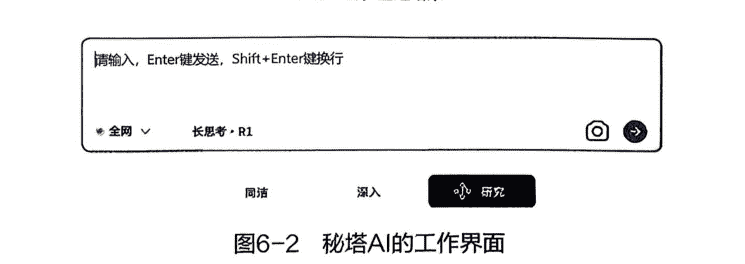 请输入，Enter键发送，Shift+Enter键换行
全网 长思考·R1
同洁 深入 研究
图6-2 秘塔AI的工作界面